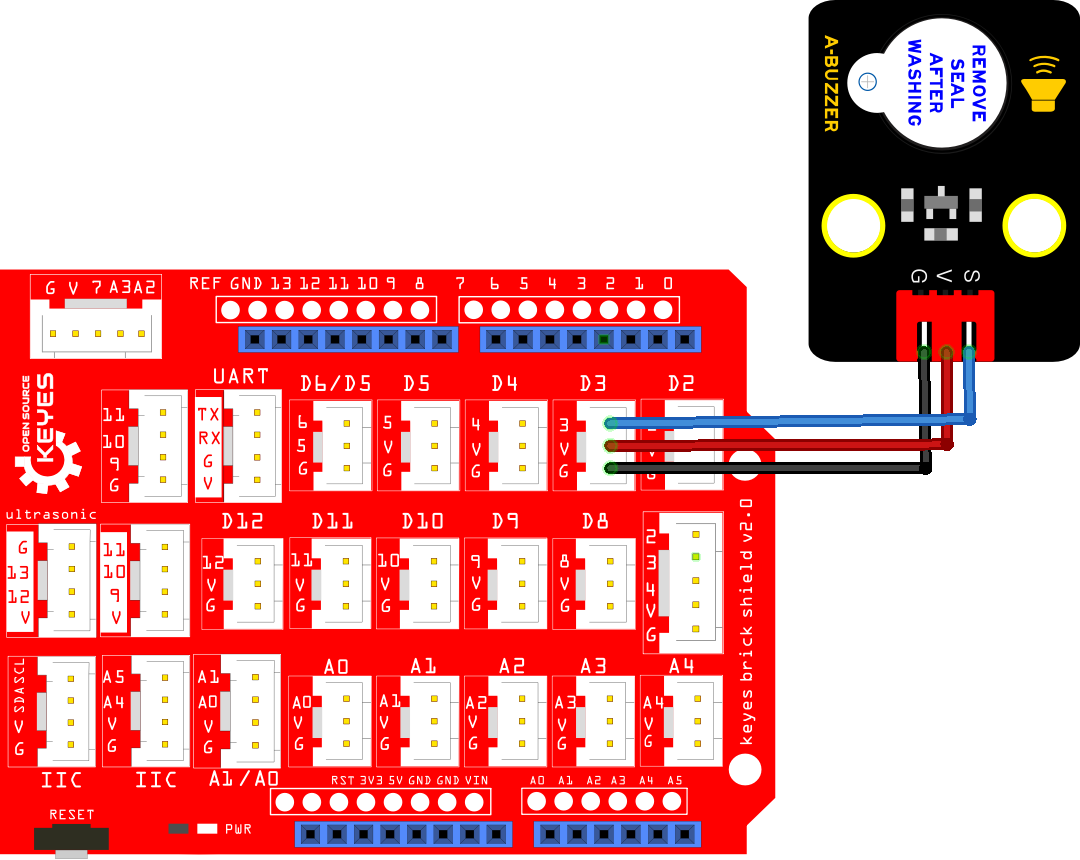 A-BUZZER
REMOVE
SEAL
AFTER
WASHING
G V S
G V 7 A3 A2
REF GND 13 12 11 10 9 8
7 6 5 4 3 2 1 0
OPEN SOURCE
KEYES
UART
D6/D5 D5 D4 D3 D2
11
10
9
G
TX
RX
G
V
6
5
G
5
V
G
4
V
G
3
V
G
G
ultrasonic
D12 D11 D10 D9 D8
G
13
12
V
11
10
9
V
12
V
G
11
V
G
10
V
G
9
V
G
8
V
G
2
3
4
V
G
keyes brick shield v2.0
A0 A1 A2 A3 A4
SCL
SDA
V
G
A5
A4
V
G
A1
A0
V
G
A0
V
G
A1
V
G
A2
V
G
A3
V
G
A4
V
G
IIC IIC A1/A0
RST 3V3 5V GND GND VIN
A0 A1 A2 A3 A4 A5
RESET
PWR